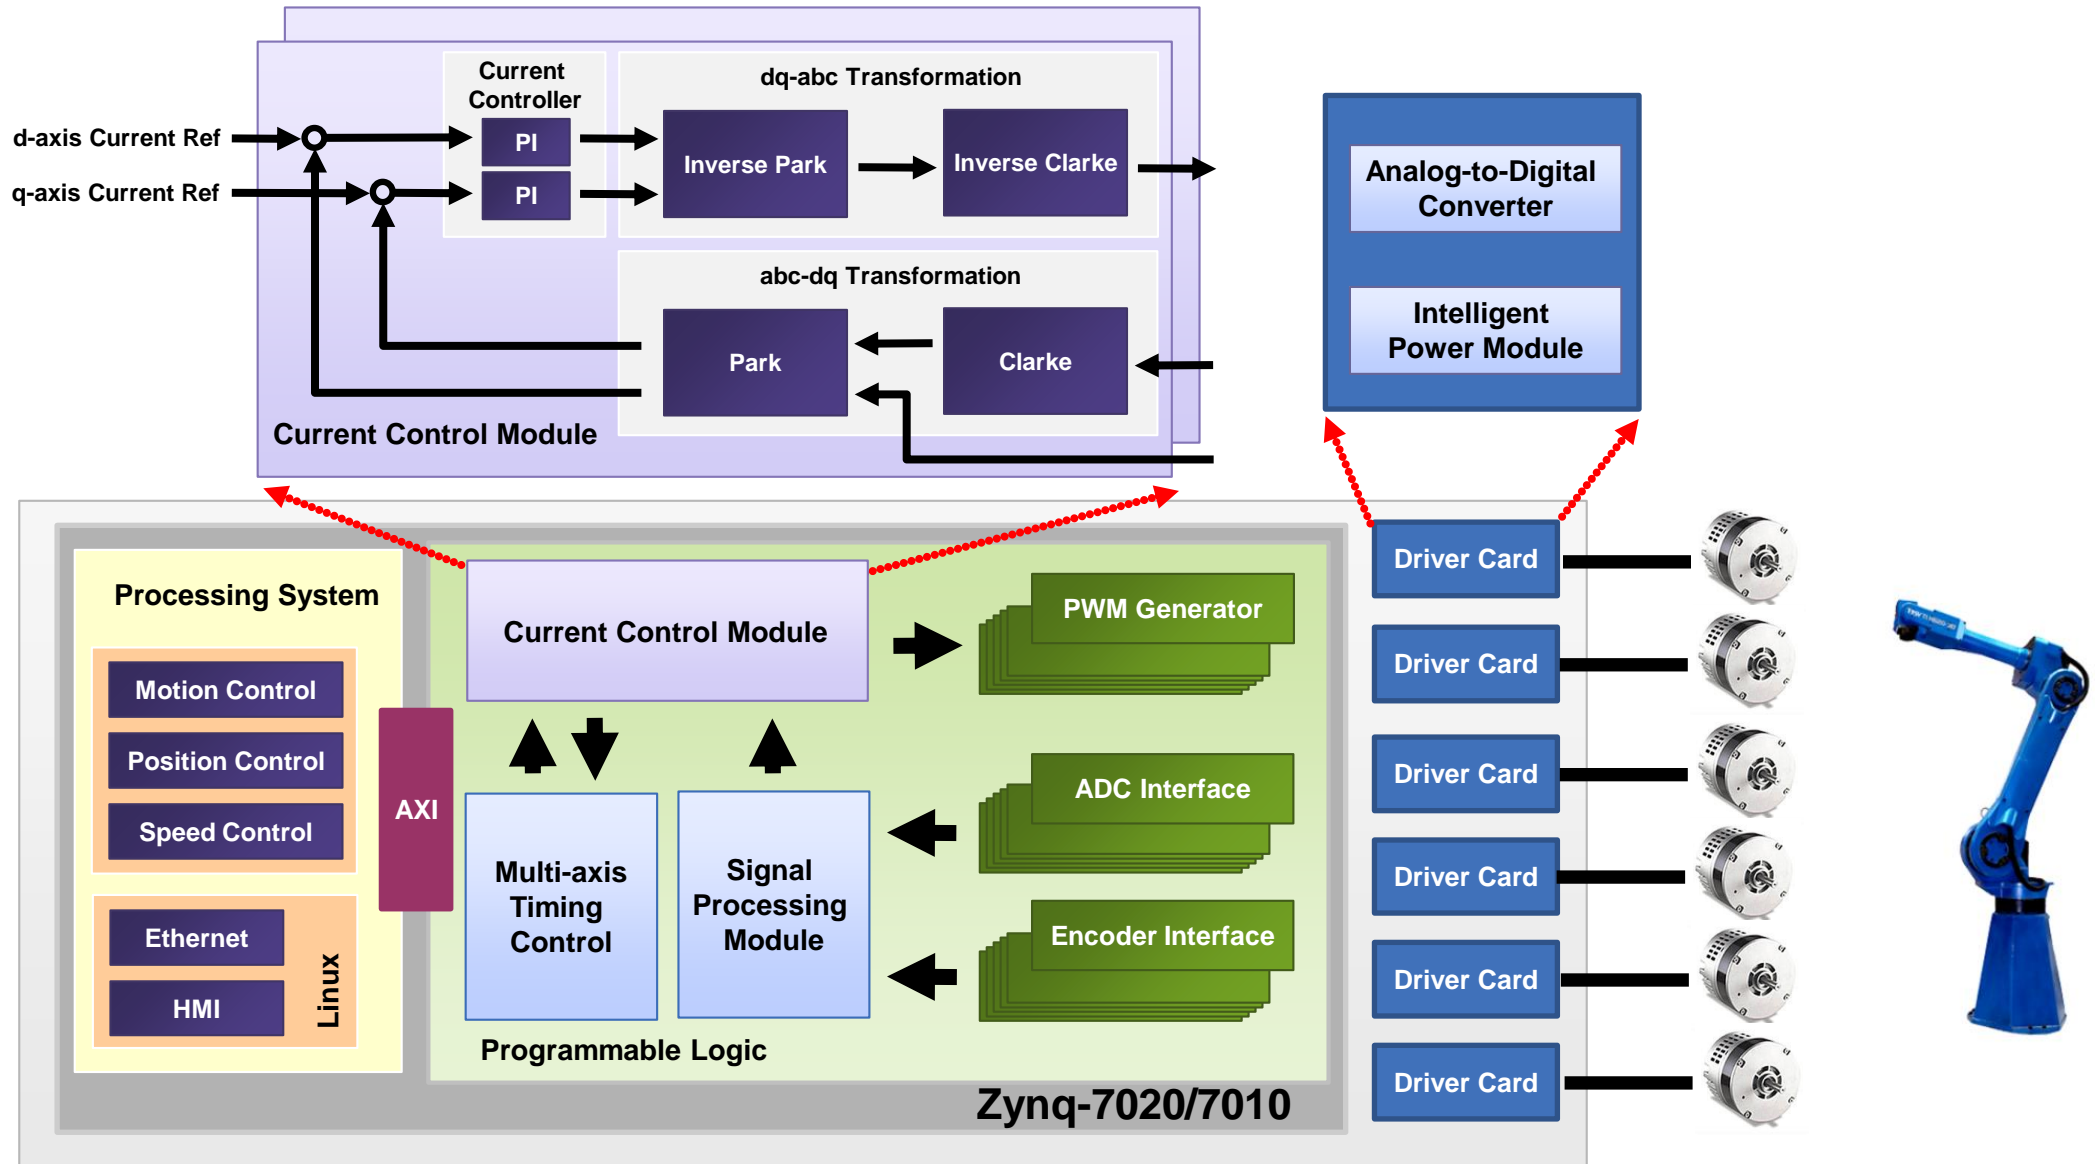 Current
Controller
dq-abc Transformation
d-axis Current Ref
q-axis Current Ref
PI
PI
Inverse Park
Inverse Clarke
abc-dq Transformation
Park
Clarke
Current Control Module
Analog-to-Digital
Converter
Intelligent
Power Module
Processing System
Motion Control
Position Control
Speed Control
Ethernet
HMI
Linux
AXI
Current Control Module
Multi-axis
Timing
Control
Signal
Processing
Module
PWM Generator
ADC Interface
Encoder Interface
Programmable Logic
Zynq-7020/7010
Driver Card
Driver Card
Driver Card
Driver Card
Driver Card
Driver Card